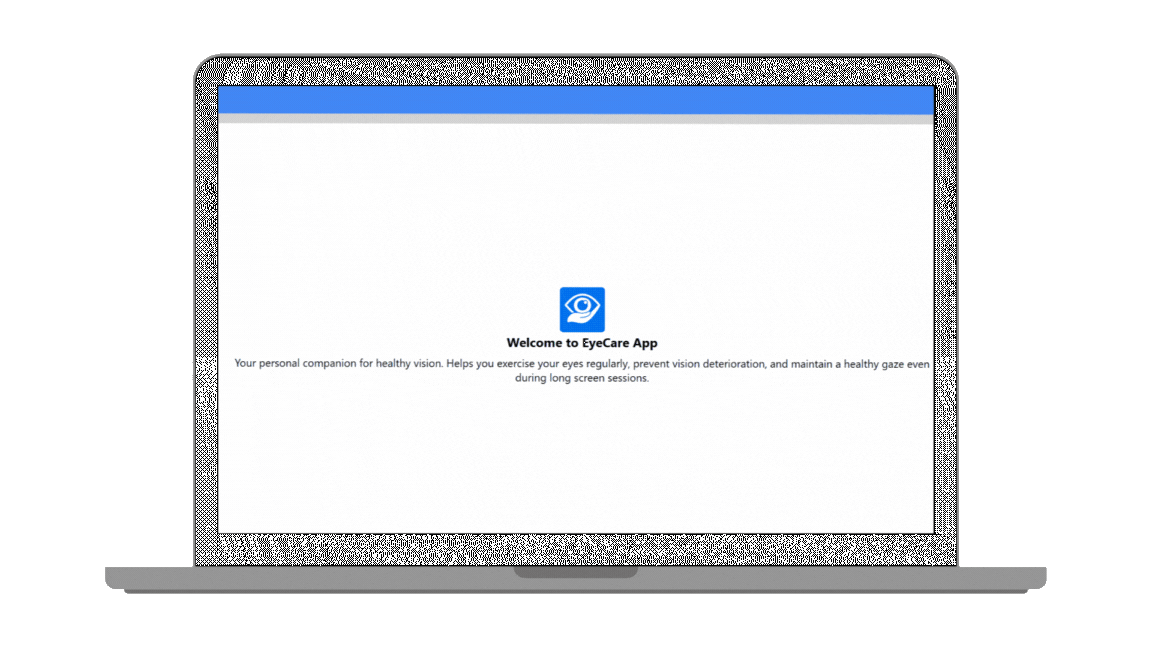 Welcome to EyeCare App
Your personal companion for healthy vision. Helps you exercise your eyes regularly, prevent vision deterioration, and maintain a healthy gaze even
during long screen sessions.